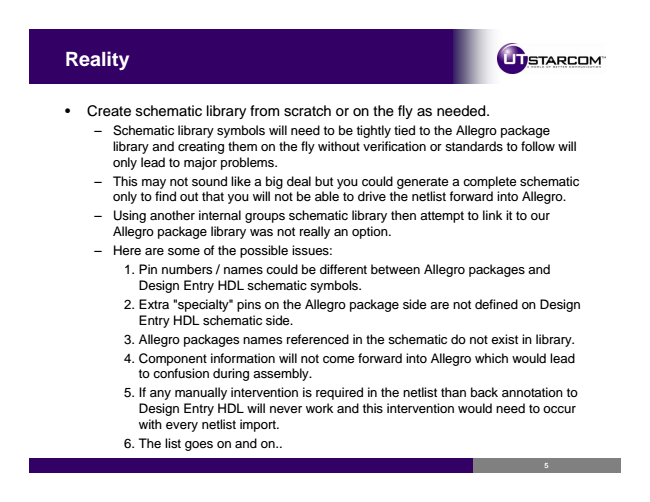 Reality
UTSTARCOM™
• Create schematic library from scratch or on the fly as needed.
– Schematic library symbols will need to be tightly tied to the Allegro package
library and creating them on the fly without verification or standards to follow will
only lead to major problems.
– This may not sound like a big deal but you could generate a complete schematic
only to find out that you will not be able to drive the netlist forward into Allegro.
– Using another internal groups schematic library then attempt to link it to our
Allegro package library was not really an option.
– Here are some of the possible issues:
1. Pin numbers / names could be different between Allegro packages and
Design Entry HDL schematic symbols.
2. Extra "specialty" pins on the Allegro package side are not defined on Design
Entry HDL schematic side.
3. Allegro packages names referenced in the schematic do not exist in library.
4. Component information will not come forward into Allegro which would lead
to confusion during assembly.
5. If any manually intervention is required in the netlist than back annotation to
Design Entry HDL will never work and this intervention would need to occur
with every netlist import.
6. The list goes on and on..
5